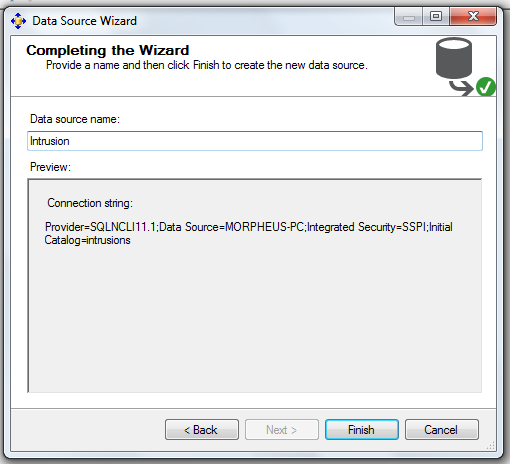 Data Source Wizard
Completing the Wizard
Provide a name and then click Finish to create the new data source.
Data source name:
Intrusion
Preview:
Connection string:
Provider=SQLNCLI11.1;Data Source=MORPHEUS-PC;Integrated Security=SSPI;Initial
Catalog=intrusions
< Back Next > Finish Cancel